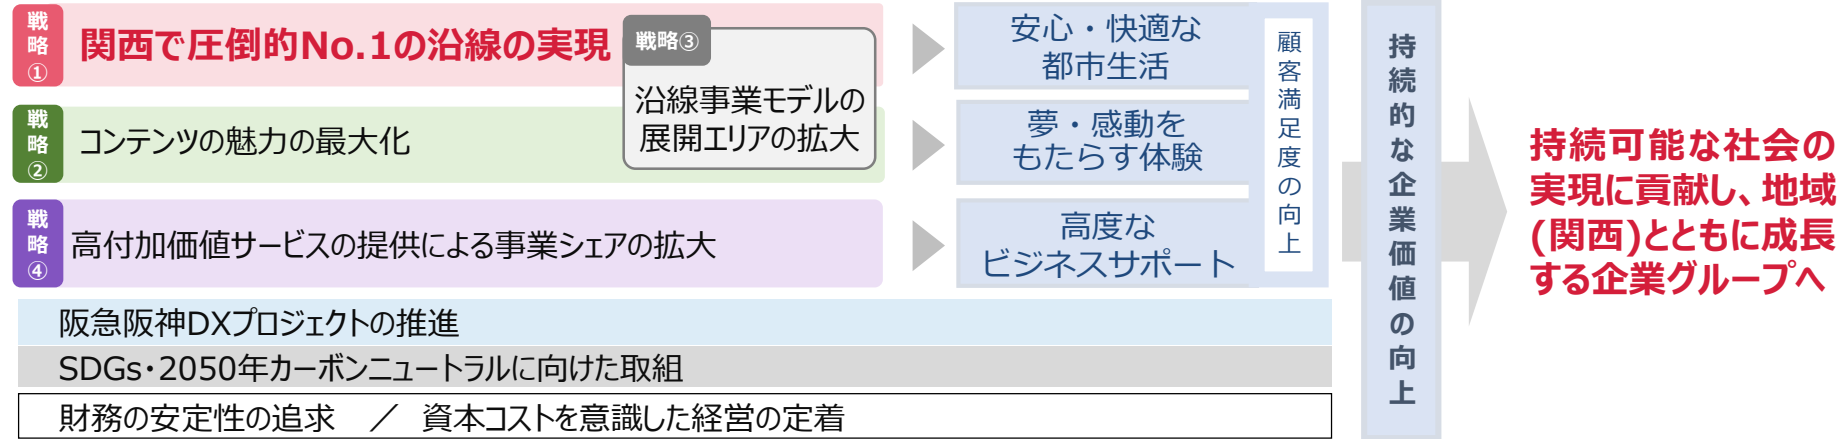 戦略①
関西で圧倒的No.1の沿線の実現
戦略③
沿線事業モデルの
展開エリアの拡大
戦略②
コンテンツの魅力の最大化
戦略④
高付加価値サービスの提供による事業シェアの拡大
安心・快適な
都市生活
夢・感動を
もたらす体験
高度な
ビジネスサポート
顧客満足度の向上
阪急阪神DXプロジェクトの推進
SDGs・2050年カーボンニュートラルに向けた取組
財務の安定性の追求 ／ 資本コストを意識した経営の定着
持続的な企業価値の向上
持続可能な社会の
実現に貢献し、地域
(関西)とともに成長
する企業グループへ